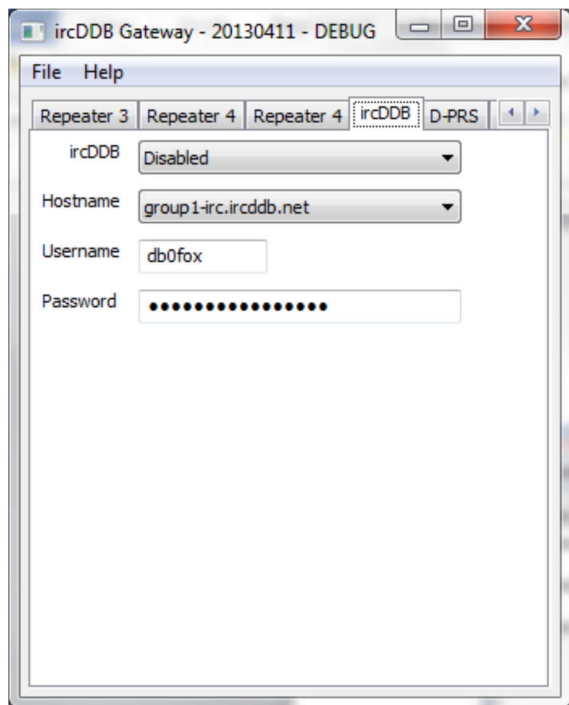 ircDDB Gateway - 20130411 - DEBUG
File Help
Repeater 3 Repeater 4 Repeater 4 ircDDB D-PRS
ircDDB Disabled
Hostname group1-irc.ircddb.net
Username db0fox
Password ●●●●●●●●●●●●●●●●